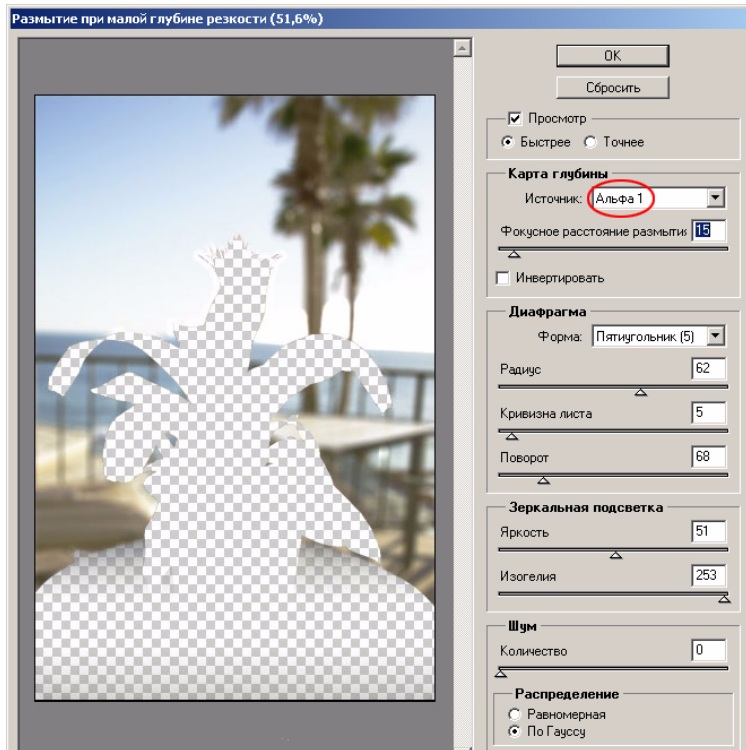 Размытие при малой глубине резкости (51,6%)
OK
Сбросить
Просмотр
Быстрее Точнее
Карта глубины
Источник: Альфа 1
Фокусное расстояние размытия 15
Инвертировать
Диафрагма
Форма: Пятиугольник (5)
Радиус 62
Кривизна листа 5
Поворот 68
Зеркальная подсветка
Яркость 51
Изогелия 253
Шум
Количество 0
Распределение
Равномерная
По Гауссу